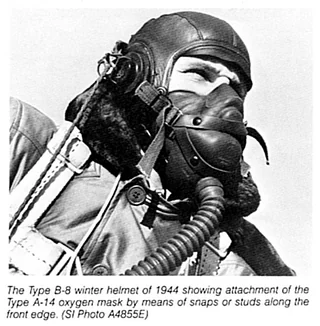 The Type B-8 winter helmet of 1944 showing attachment of the
Type A-14 oxygen mask by means of snaps or studs along the
front edge. (SI Photo A4855E)